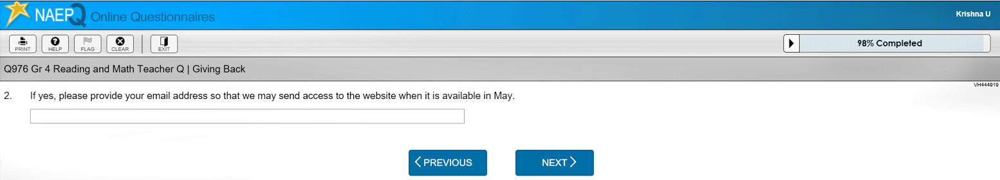 NAEPQ Online Questionnaires
Krishna U
PRINT HELP FLAG CLEAR EXIT
98% Completed
Q976 Gr 4 Reading and Math Teacher Q | Giving Back
VH444919
2. If yes, please provide your email address so that we may send access to the website when it is available in May.
PREVIOUS NEXT